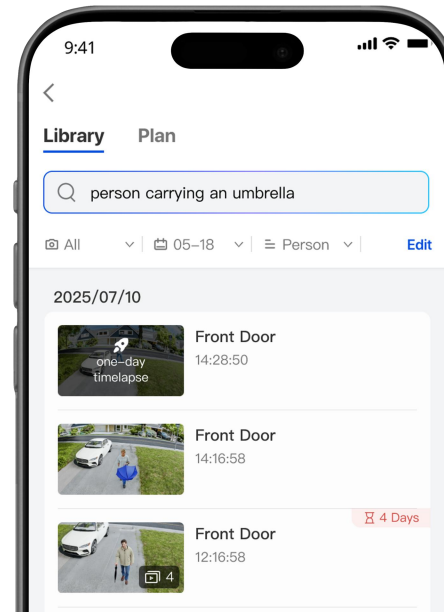 9:41
Library Plan
person carrying an umbrella
All 05-18 Person Edit
2025/07/10
one-day
timelapse
Front Door
14:28:50
Front Door
14:16:58
4 Days
Front Door
12:16:58
4